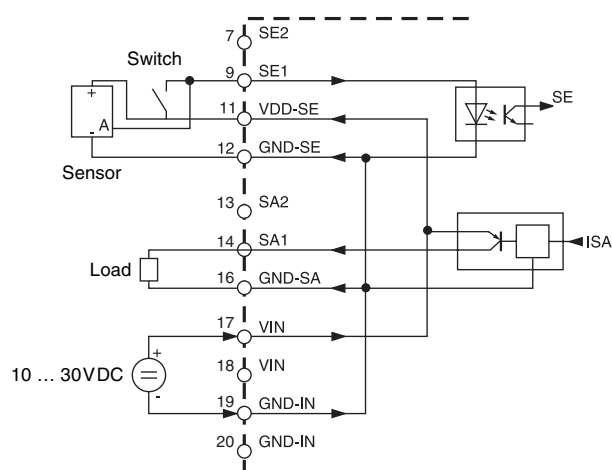 7 SE2
Switch
9 SE1
SE
+
A
11 VDD-SE
-
12 GND-SE
Sensor
13 SA2
14 SA1
ISA
Load
16 GND-SA
17 VIN
+
10 ... 30VDC
18 VIN
-
19 GND-IN
20 GND-IN